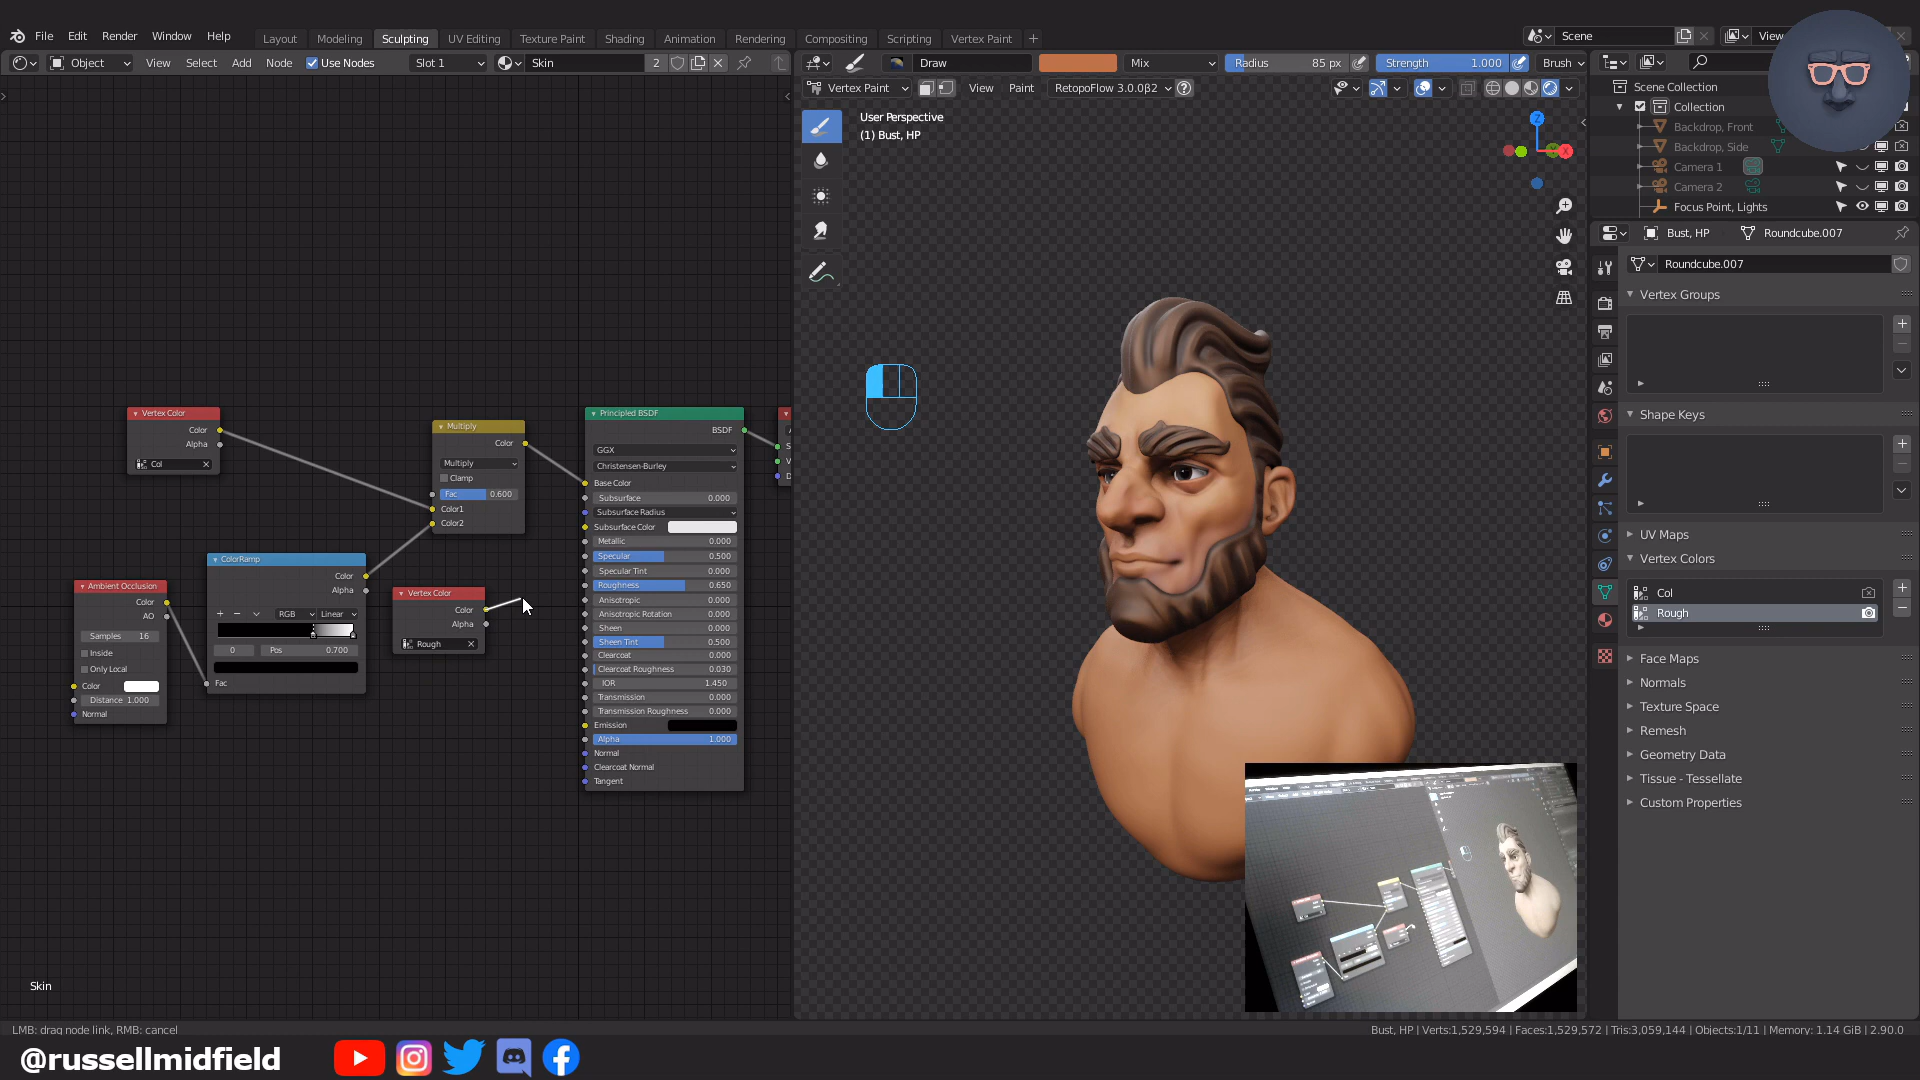 File Edit Render Window Help Layout Modeling Sculpting UV Editing Texture Paint Shading Animation Rendering Compositing Scripting Vertex Paint + Scene View
Object View Select Add Node Use Nodes Slot 1 Skin 2
Draw Mix Radius 85 px Strength 1.000 Brush
Vertex Paint View Paint RetopoFlow 3.0.0β2
User Perspective
(1) Bust, HP
Z
X
Vertex Color
Color
Alpha
Col
Multiply
Color
Multiply
Clamp
Fac 0.600
Color1
Color2
Ambient Occlusion
Color
AO
Samples 16
Inside
Only Local
Color
Distance 1.000
Normal
ColorRamp
Color
Alpha
RGB Linear
0 Pos 0.700
Fac
Vertex Color
Color
Alpha
Rough
Principled BSDF
BSDF
GGX
Christensen-Burley
Base Color
Subsurface 0.000
Subsurface Radius
Subsurface Color
Metallic 0.000
Specular 0.500
Specular Tint 0.000
Roughness 0.650
Anisotropic 0.000
Anisotropic Rotation 0.000
Sheen 0.000
Sheen Tint 0.500
Clearcoat 0.000
Clearcoat Roughness 0.030
IOR 1.450
Transmission 0.000
Transmission Roughness 0.000
Emission
Alpha 1.000
Normal
Clearcoat Normal
Tangent
Skin
Scene Collection
Collection
Backdrop, Front
Backdrop, Side
Camera 1
Camera 2
Focus Point, Lights
Bust, HP Roundcube.007
Roundcube.007
Vertex Groups
Shape Keys
UV Maps
Vertex Colors
Col
Rough
Face Maps
Normals
Texture Space
Remesh
Geometry Data
Tissue - Tessellate
Custom Properties
LMB: drag node link, RMB: cancel
Bust, HP | Verts:1,529,594 | Faces:1,529,572 | Tris:3,059,144 | Objects:1/11 | Memory: 1.14 GiB | 2.90.0
@russellmidfield